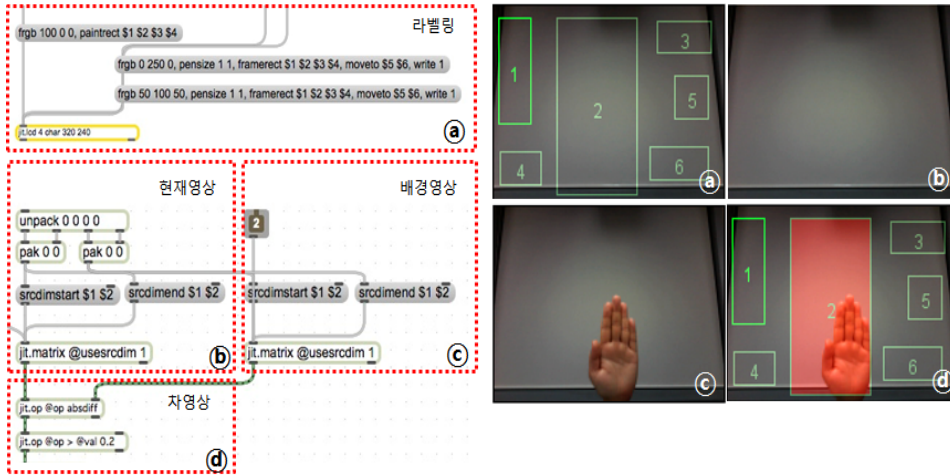 라벨링
frgb 100 0 0, paintrect $1 $2 $3 $4
frgb 0 250 0, pensize 1 1, framerect $1 $2 $3 $4, moveto $5 $6, write 1
frgb 50 100 50, pensize 1 1, framerect $1 $2 $3 $4, moveto $5 $6, write 1
jit.lcd 4 char 320 240
ⓐ
현재영상
unpack 0 0 0 0
pak 0 0
pak 0 0
srcdimstart $1 $2
srcdimend $1 $2
jit.matrix @usesrcdim 1
ⓑ
배경영상
2
srcdimstart $1 $2
srcdimend $1 $2
jit.matrix @usesrcdim 1
ⓒ
차영상
jit.op @op absdiff
jit.op @op > @val 0.2
ⓓ
1
2
3
4
5
6
ⓐ
ⓑ
ⓒ
1
2
3
4
5
6
ⓓ